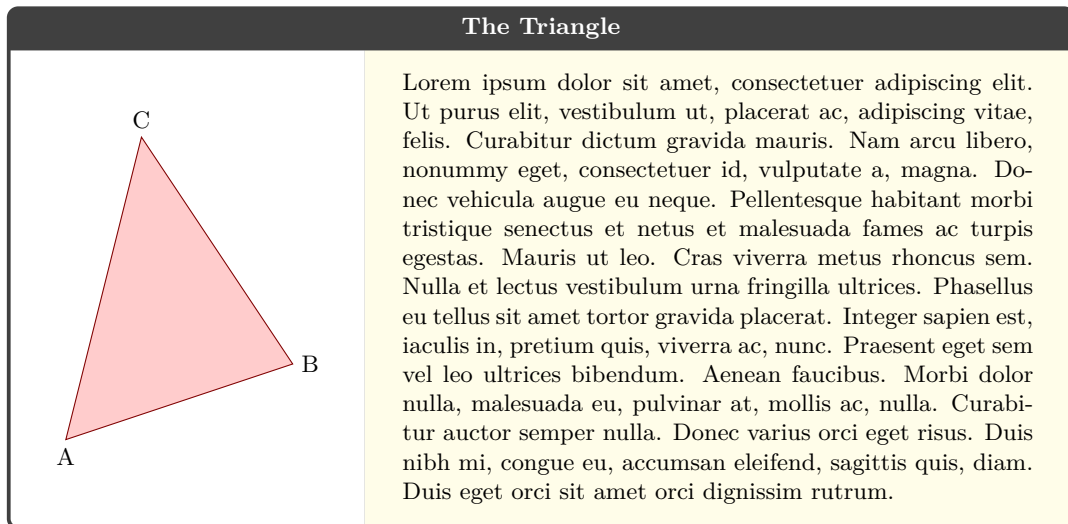 The Triangle
C
B
A
Lorem ipsum dolor sit amet, consectetuer adipiscing elit.
Ut purus elit, vestibulum ut, placerat ac, adipiscing vitae,
felis. Curabitur dictum gravida mauris. Nam arcu libero,
nonummy eget, consectetuer id, vulputate a, magna. Do-
nec vehicula augue eu neque. Pellentesque habitant morbi
tristique senectus et netus et malesuada fames ac turpis
egestas. Mauris ut leo. Cras viverra metus rhoncus sem.
Nulla et lectus vestibulum urna fringilla ultrices. Phasellus
eu tellus sit amet tortor gravida placerat. Integer sapien est,
iaculis in, pretium quis, viverra ac, nunc. Praesent eget sem
vel leo ultrices bibendum. Aenean faucibus. Morbi dolor
nulla, malesuada eu, pulvinar at, mollis ac, nulla. Curabi-
tur auctor semper nulla. Donec varius orci eget risus. Duis
nibh mi, congue eu, accumsan eleifend, sagittis quis, diam.
Duis eget orci sit amet orci dignissim rutrum.